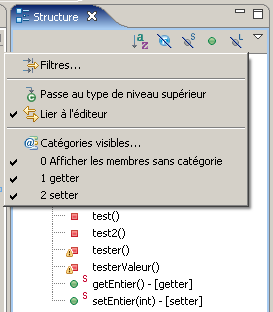 Structure
Filtres...
Passe au type de niveau supérieur
Lier à l'éditeur
Catégories visibles...
0 Afficher les membres sans catégorie
1 getter
2 setter
test()
test2()
tester()
testerValeur()
getEntier() - [getter]
setEntier(int) - [setter]